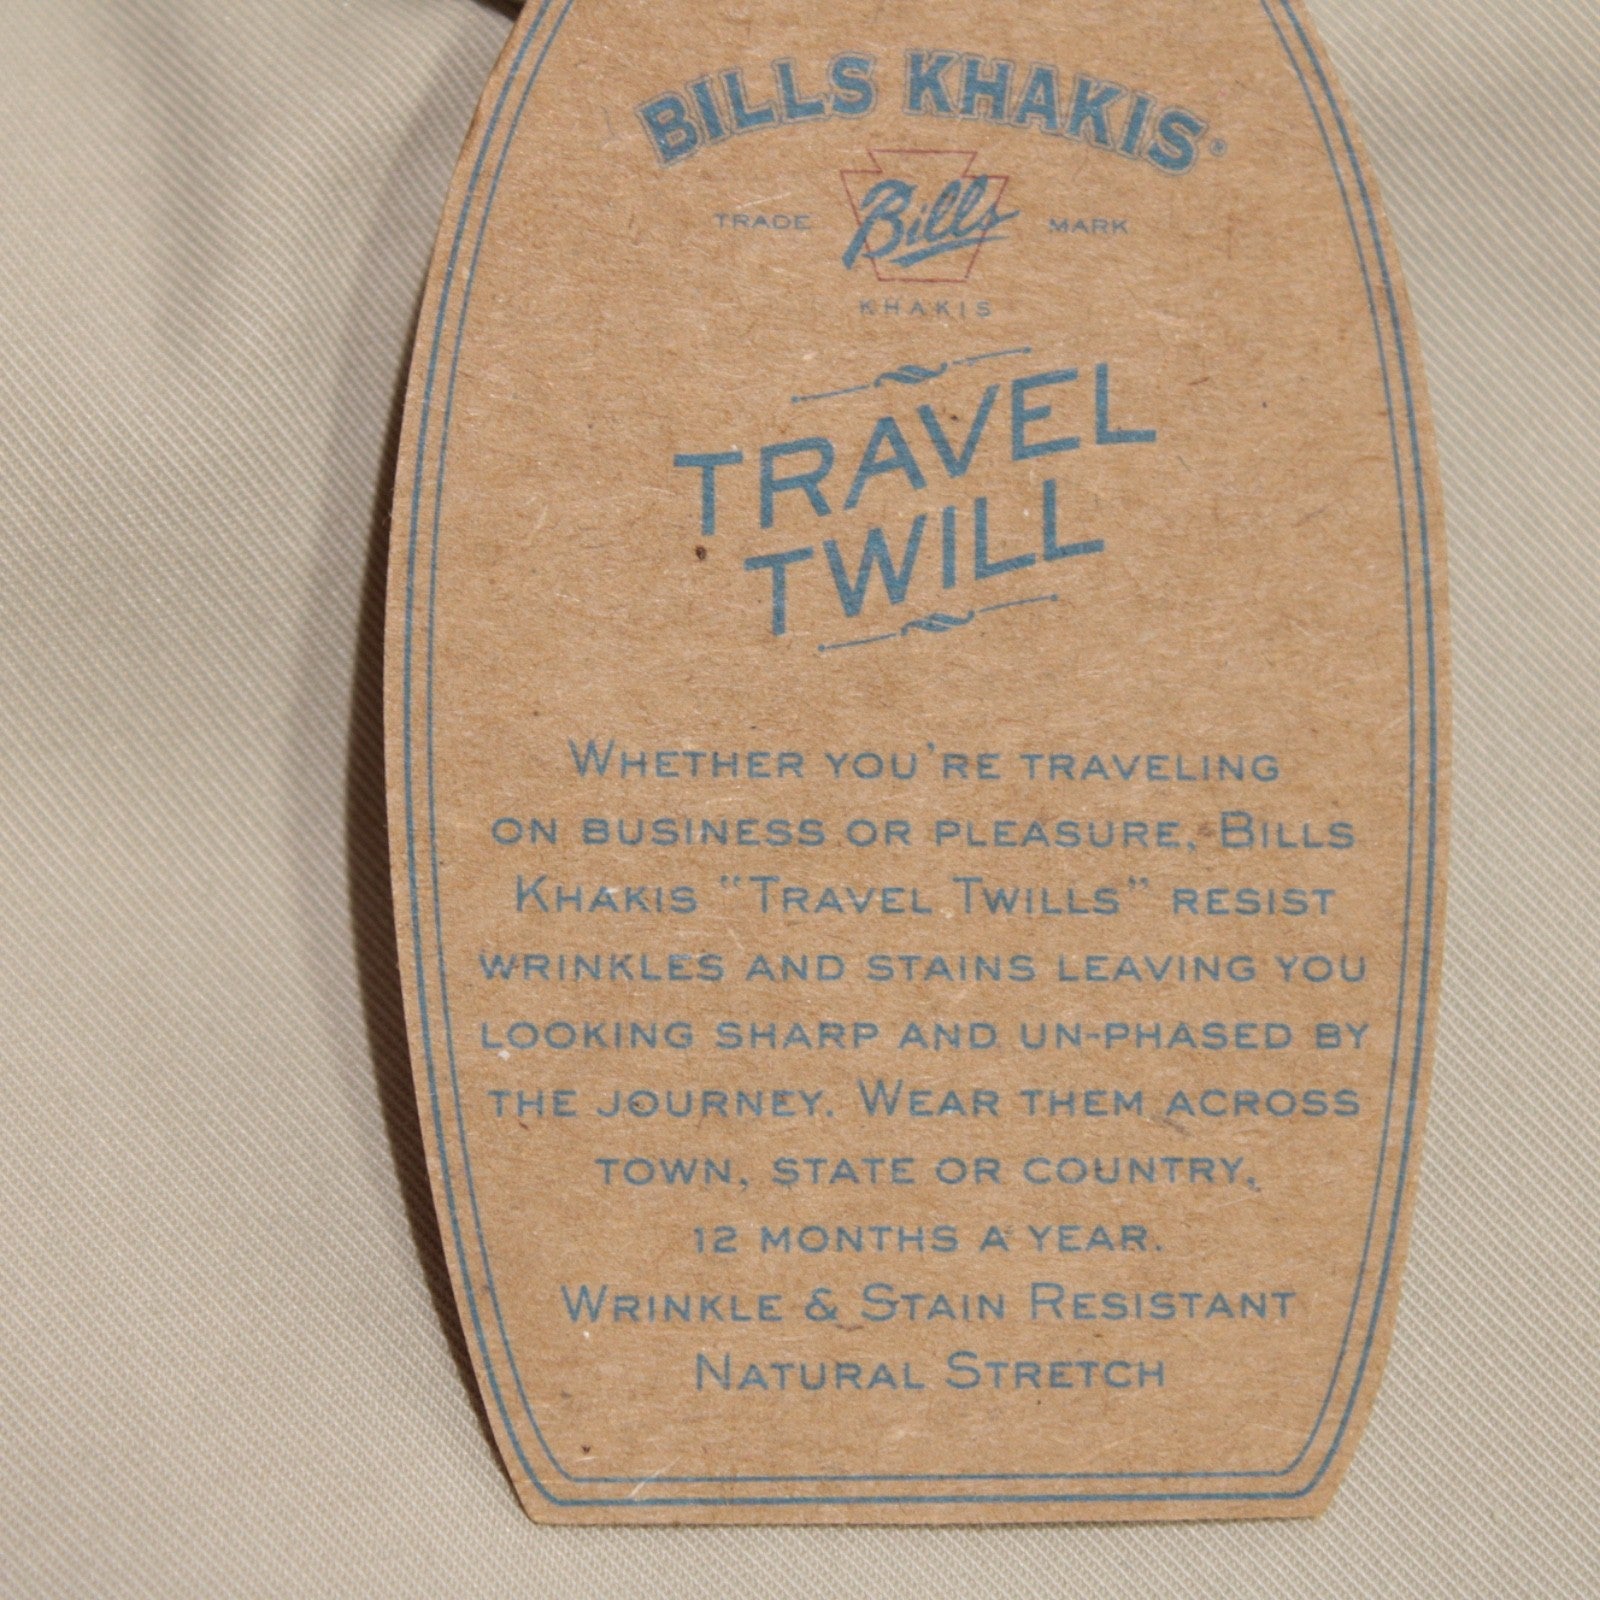 BILLS KHAKIS®
TRADE Bills MARK
KHAKIS
TRAVEL
TWILL
WHETHER YOU'RE TRAVELING
ON BUSINESS OR PLEASURE, BILLS
KHAKIS "TRAVEL TWILLS" RESIST
WRINKLES AND STAINS LEAVING YOU
LOOKING SHARP AND UN-PHASED BY
THE JOURNEY. WEAR THEM ACROSS
TOWN, STATE OR COUNTRY,
12 MONTHS A YEAR.
WRINKLE & STAIN RESISTANT
NATURAL STRETCH